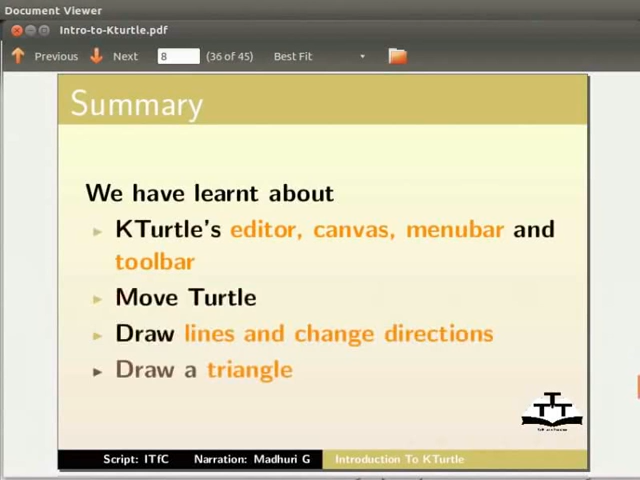 Document Viewer
Intro-to-Kturtle.pdf
Previous Next 8 (36 of 45) Best Fit
Summary
We have learnt about
KTurtle's editor, canvas, menubar and
toolbar
Move Turtle
Draw lines and change directions
Draw a triangle
Script: ITfC Narration: Madhuri G Introduction To KTurtle